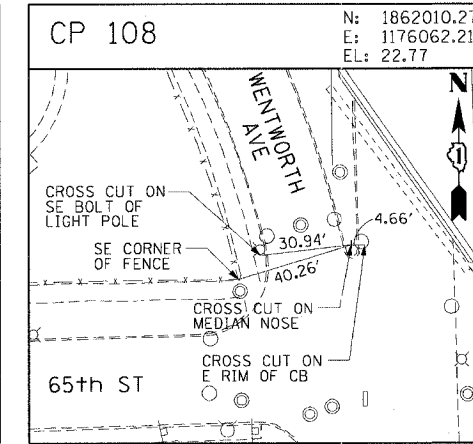 CP 108
N: 1862010.27
E: 1176062.21
EL: 22.77
WENTWORTH
AVE
N
1
4.66'
CROSS CUT ON
SE BOLT OF
LIGHT POLE
30.94'
SE CORNER
OF FENCE
40.26'
CROSS CUT ON
MEDIAN NOSE
CROSS CUT ON
E RIM OF CB
65th ST